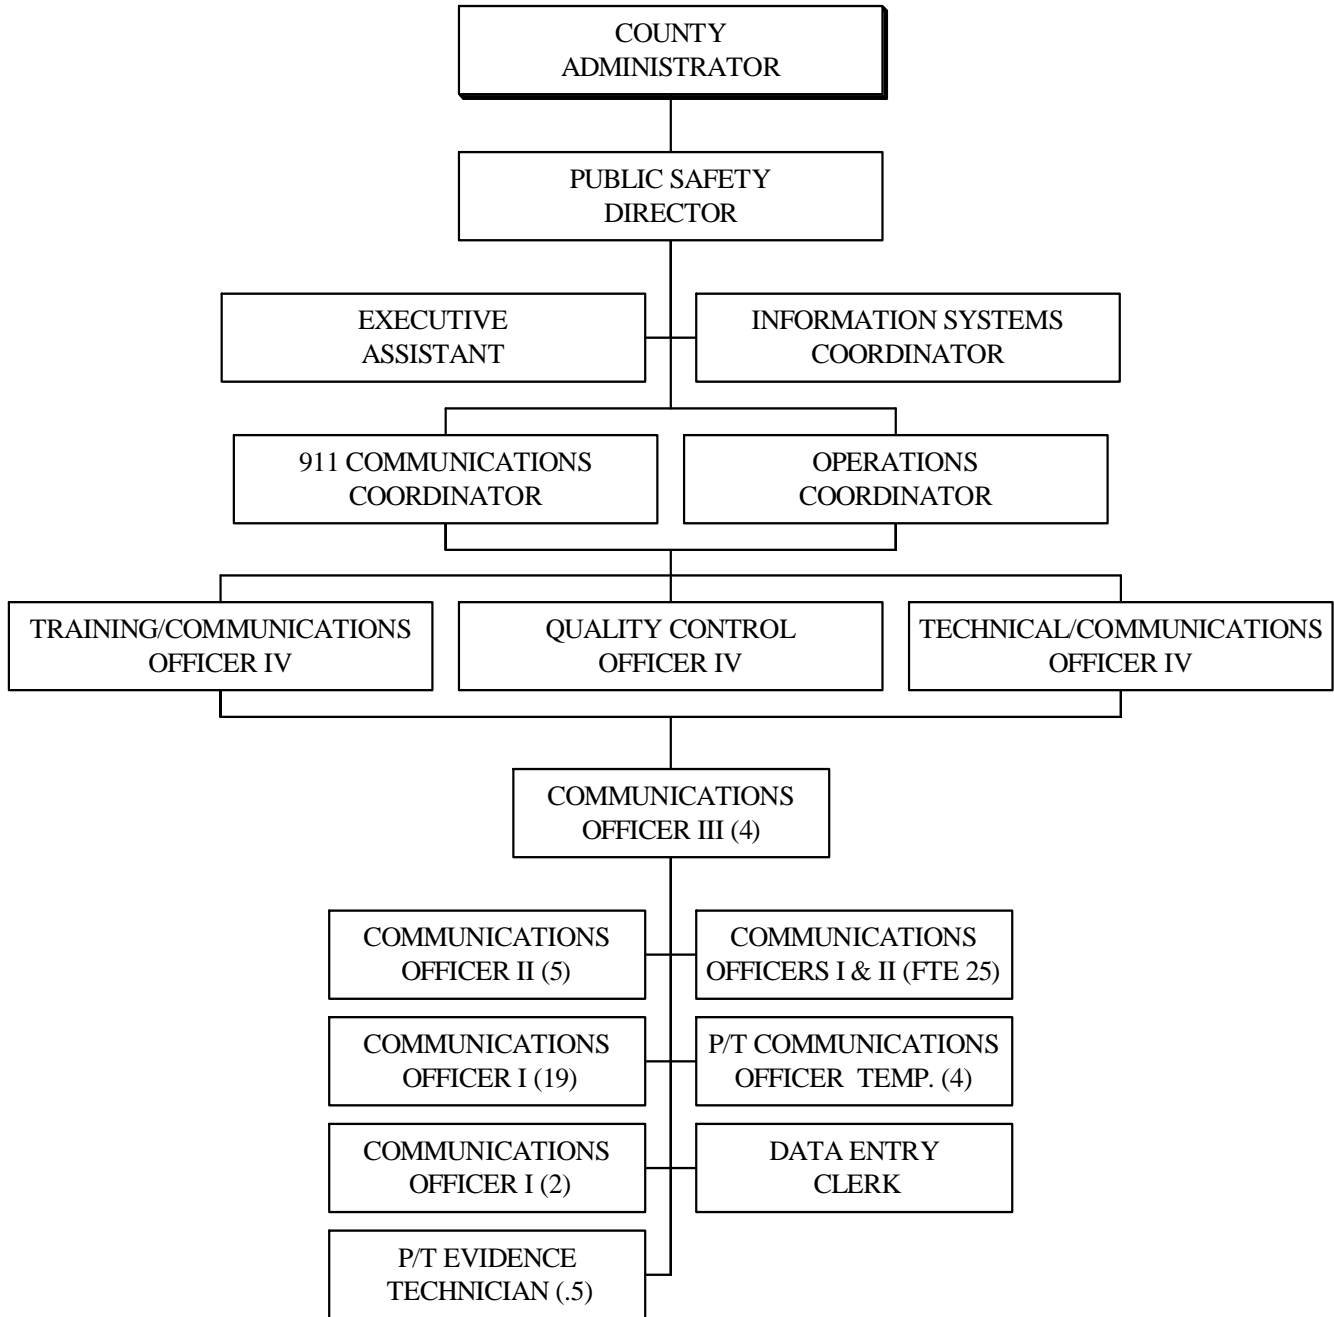 COUNTY
ADMINISTRATOR
PUBLIC SAFETY
DIRECTOR
EXECUTIVE
ASSISTANT
INFORMATION SYSTEMS
COORDINATOR
911 COMMUNICATIONS
COORDINATOR
OPERATIONS
COORDINATOR
TRAINING/COMMUNICATIONS
OFFICER IV
QUALITY CONTROL
OFFICER IV
TECHNICAL/COMMUNICATIONS
OFFICER IV
COMMUNICATIONS
OFFICER III (4)
COMMUNICATIONS
OFFICER II (5)
COMMUNICATIONS
OFFICERS I & II (FTE 25)
COMMUNICATIONS
OFFICER I (19)
P/T COMMUNICATIONS
OFFICER TEMP. (4)
COMMUNICATIONS
OFFICER I (2)
DATA ENTRY
CLERK
P/T EVIDENCE
TECHNICIAN (.5)